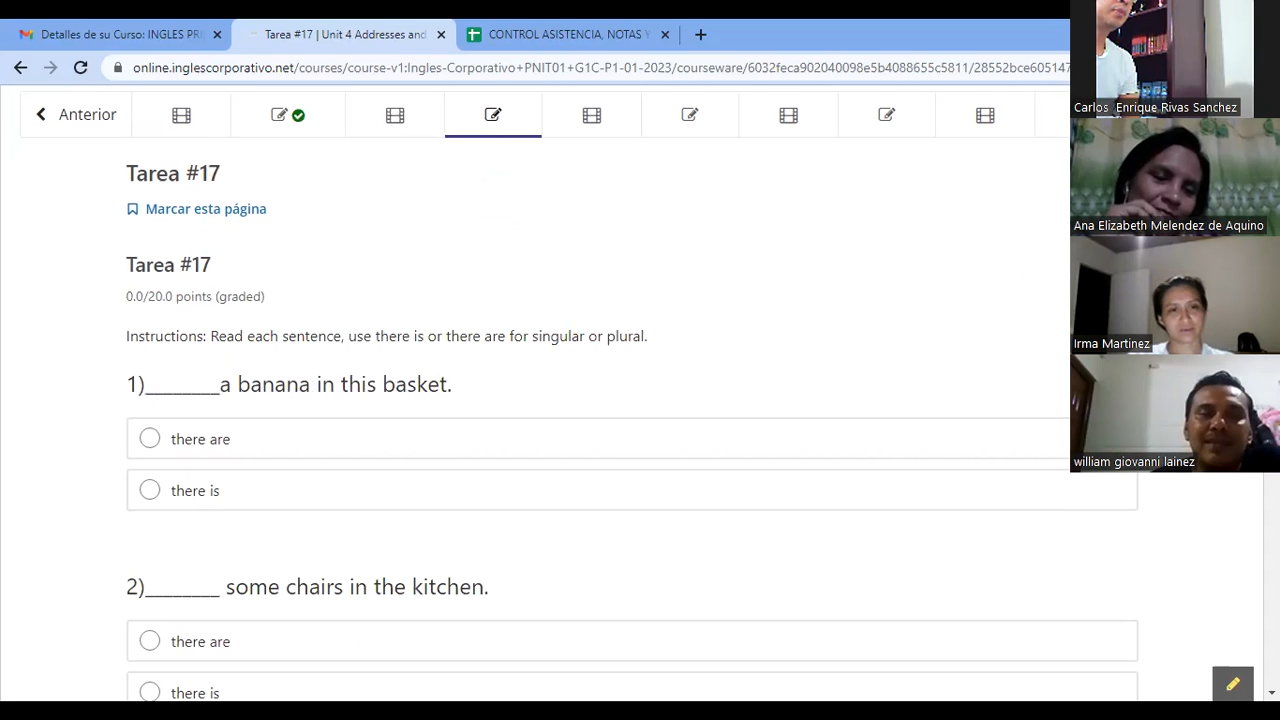 Detalles de su Curso: INGLES PRI
Tarea #17 | Unit 4 Addresses and
CONTROL ASISTENCIA, NOTAS Y
online.inglescorporativo.net/courses/course-v1:Ingles-Corporativo+PNIT01+G1C-P1-01-2023/courseware/6032feca902040098e5b4088655c5811/28552bce605147
Anterior
Tarea #17
Marcar esta página
Tarea #17
0.0/20.0 points (graded)
Instructions: Read each sentence, use there is or there are for singular or plural.
1)________a banana in this basket.
there are
there is
2)________ some chairs in the kitchen.
there are
there is
Carlos Enrique Rivas Sanchez
Ana Elizabeth Melendez de Aquino
Irma Martinez
william giovanni lainez